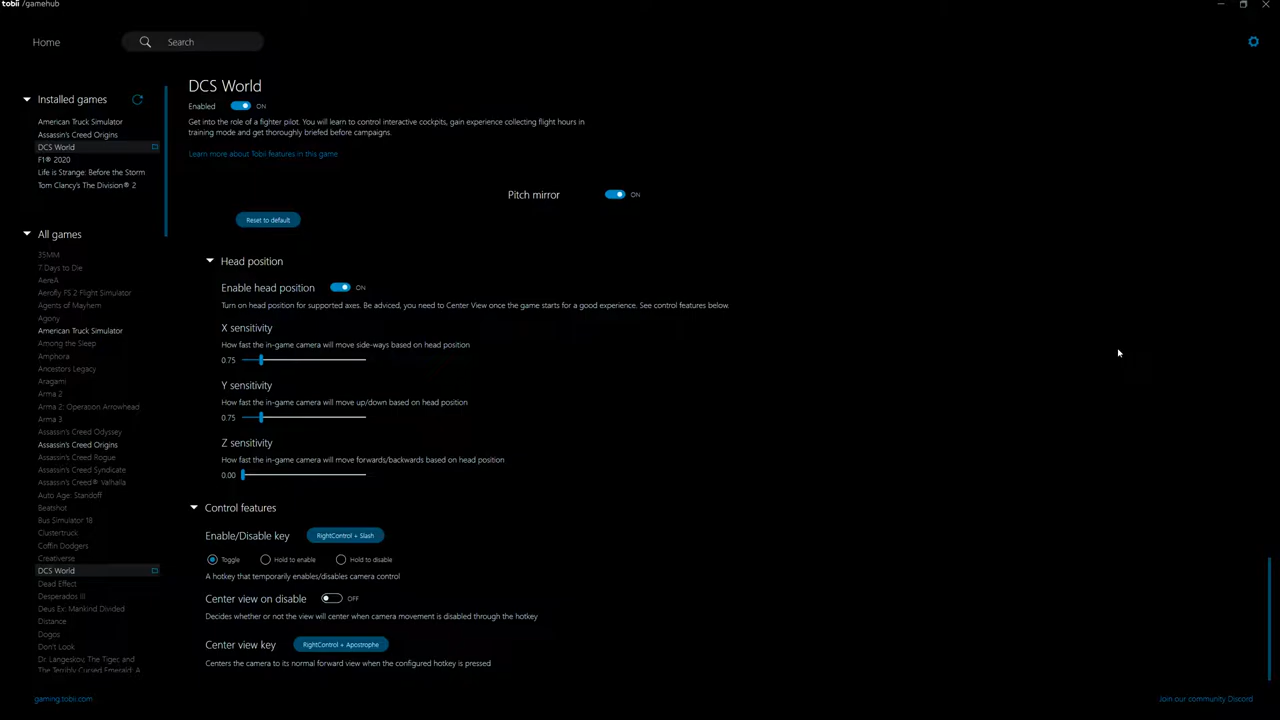 tobii /gamehub
Home
Search
Installed games
American Truck Simulator
Assassin's Creed Origins
DCS World
F1® 2020
Life is Strange: Before the Storm
Tom Clancy's The Division® 2
All games
35MM
7 Days to Die
AereA
Aerofly FS 2 Flight Simulator
Agents of Mayhem
Agony
American Truck Simulator
Among the Sleep
Amphora
Ancestors Legacy
Aragami
Arma 2
Arma 2: Operation Arrowhead
Arma 3
Assassin's Creed Odyssey
Assassin's Creed Origins
Assassin's Creed Rogue
Assassin's Creed Syndicate
Assassin's Creed® Valhalla
Auto Age: Standoff
Beatshot
Bus Simulator 18
Clustertruck
Coffin Dodgers
Creativerse
DCS World
Dead Effect
Desperados III
Deus Ex: Mankind Divided
Distance
Dogos
Don't Look
Dr. Langeskov, The Tiger, and
The Terribly Cursed Emerald: A
gaming.tobii.com
DCS World
Enabled ON
Get into the role of a fighter pilot. You will learn to control interactive cockpits, gain experience collecting flight hours in
training mode and get thoroughly briefed before campaigns.
Learn more about Tobii features in this game
Pitch mirror ON
Reset to default
Head position
Enable head position ON
Turn on head position for supported axes. Be adviced, you need to Center View once the game starts for a good experience. See control features below.
X sensitivity
How fast the in-game camera will move side-ways based on head position
0.75
Y sensitivity
How fast the in-game camera will move up/down based on head position
0.75
Z sensitivity
How fast the in-game camera will move forwards/backwards based on head position
0.00
Control features
Enable/Disable key RightControl + Slash
Toggle Hold to enable Hold to disable
A hotkey that temporarily enables/disables camera control
Center view on disable OFF
Decides whether or not the view will center when camera movement is disabled through the hotkey
Center view key RightControl + Apostrophe
Centers the camera to its normal forward view when the configured hotkey is pressed
Join our community Discord